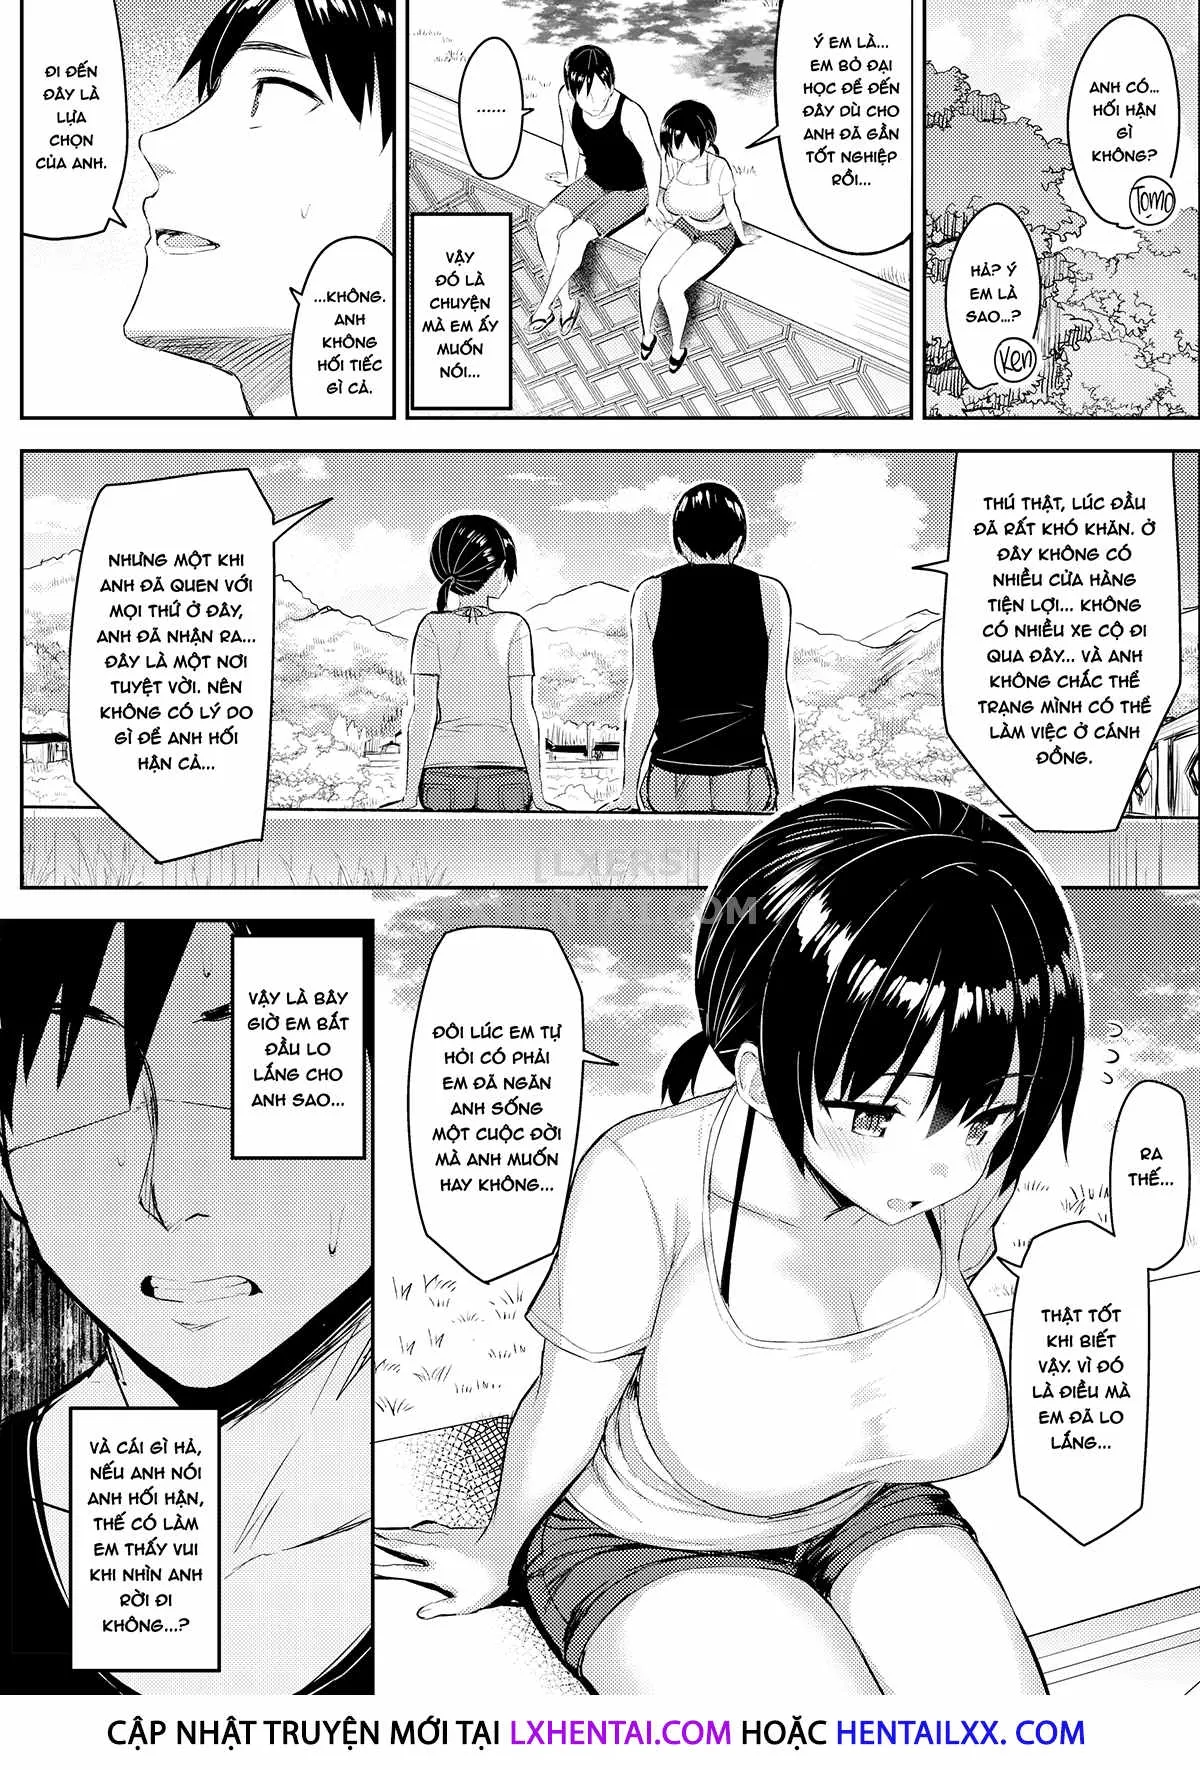 ANH CÓ...
HỐI HẬN
GÌ
KHÔNG?
TOMO
HẢ? Ý
EM LÀ
SAO...?
Ken
Ý EM LÀ...
EM BỎ ĐẠI
HỌC ĐỂ ĐẾN
ĐÂY DÙ CHO
ANH ĐÃ GẦN
TỐT NGHIỆP
RỒI...
......
VẬY
ĐÓ LÀ
CHUYỆN
MÀ EM ẤY
MUỐN
NÓI...
...KHÔNG.
ANH
KHÔNG
HỐI TIẾC
GÌ CẢ.
ĐI ĐẾN
ĐÂY LÀ
LỰA
CHỌN
CỦA ANH.
THÚ THẬT, LÚC ĐẦU
ĐÃ RẤT KHÓ KHĂN. Ở
ĐÂY KHÔNG CÓ
NHIỀU CỬA HÀNG
TIỆN LỢI... KHÔNG
CÓ NHIỀU XE CỘ ĐI
QUA ĐÂY... VÀ ANH
KHÔNG CHẮC THỂ
TRẠNG MÌNH CÓ THỂ
LÀM VIỆC Ở CÁNH
ĐỒNG.
NHƯNG MỘT KHI
ANH ĐÃ QUEN VỚI
MỌI THỨ Ở ĐÂY,
ANH ĐÃ NHẬN RA...
ĐÂY LÀ MỘT NƠI
TUYỆT VỜI. NÊN
KHÔNG CÓ LÝ DO
GÌ ĐỂ ANH HỐI
HẬN CẢ...
[LXERS]
LXHENTAI.COM
RA
THẾ...
THẬT TỐT
KHI BIẾT
VẬY. VÌ ĐÓ
LÀ ĐIỀU MÀ
EM ĐÃ LO
LẮNG...
ĐÔI LÚC EM TỰ
HỎI CÓ PHẢI
EM ĐÃ NGĂN
ANH SỐNG
MỘT CUỘC ĐỜI
MÀ ANH MUỐN
HAY KHÔNG...
VẬY LÀ BÂY
GIỜ EM BẮT
ĐẦU LO
LẮNG CHO
ANH SAO...
VÀ CÁI GÌ HẢ,
NẾU ANH NÓI
ANH HỐI HẬN,
THẾ CÓ LÀM
EM THẤY VUI
KHI NHÌN ANH
RỜI ĐI
KHÔNG...?
CẬP NHẬT TRUYỆN MỚI TẠI LXHENTAI.COM HOẶC HENTAILXX. COM